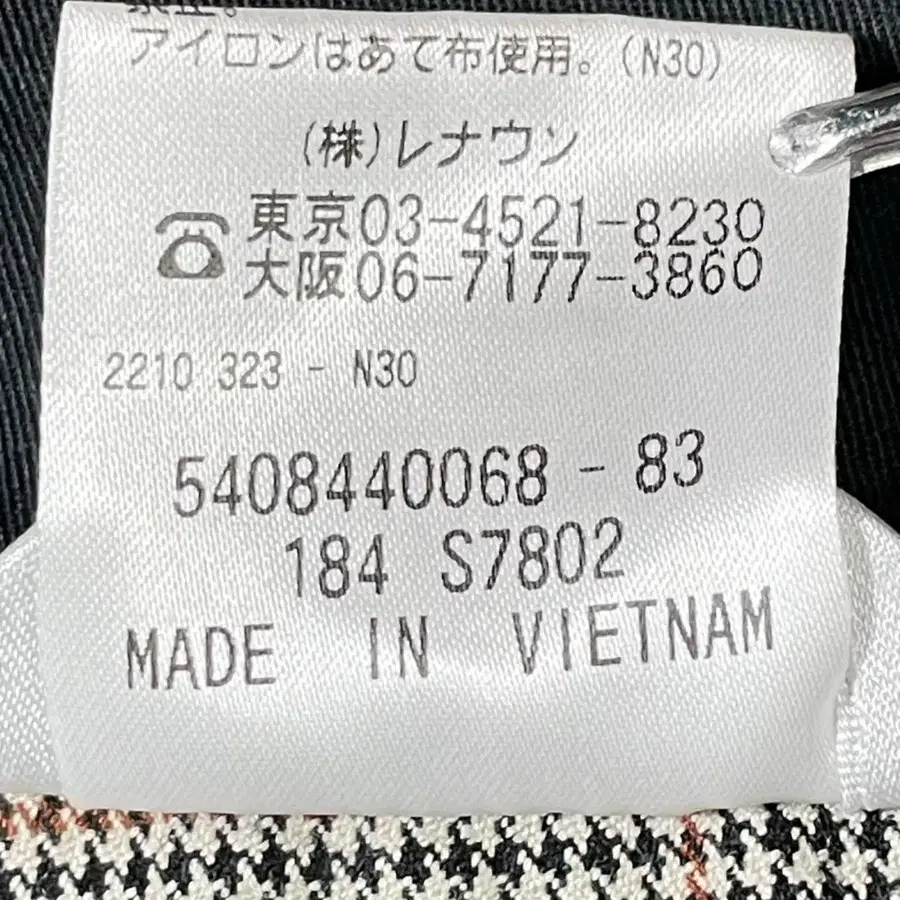 アイロンはあて布使用。(N30)
(株)レナウン
☎東京03-4521-8230
大阪06-7177-3860
2210 323 - N30
5408440068 - 83
184 S7802
MADE IN VIETNAM